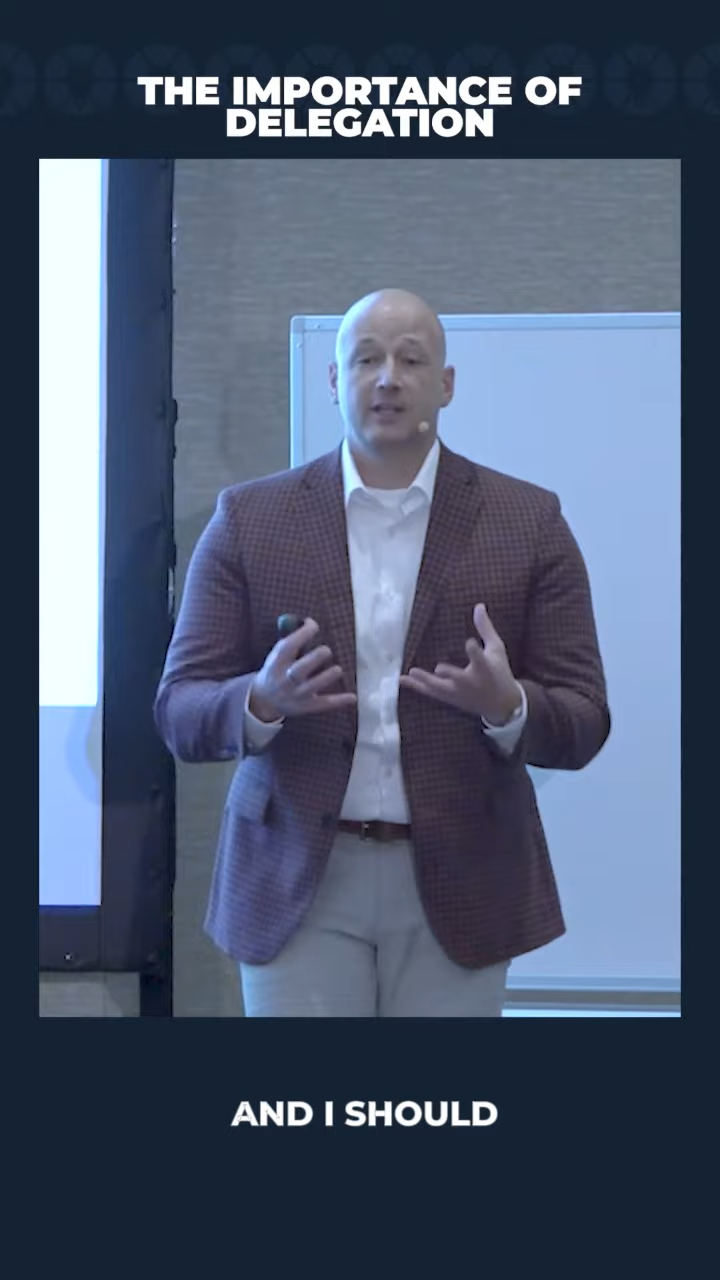 THE IMPORTANCE OF
DELEGATION
AND I SHOULD